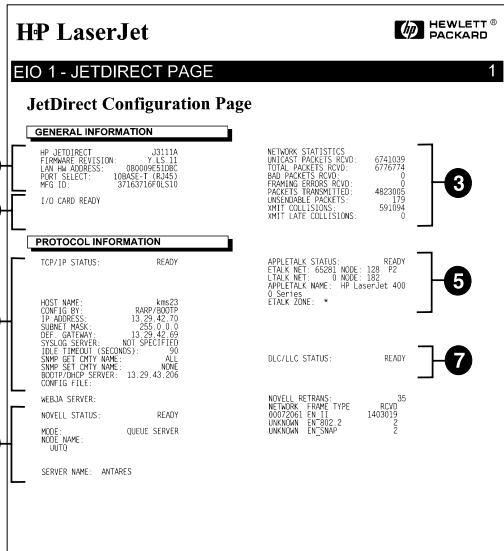 HP LaserJet
hp HEWLETT® PACKARD
EIO 1 - JETDIRECT PAGE 1
JetDirect Configuration Page
GENERAL INFORMATION
HP JETDIRECT J3111A
FIRMWARE REVISION: Y.LS.11
LAN HW ADDRESS: 080009E51DBC
PORT SELECT: 10BASE-T (RJ45)
MFG ID: 37163716F0LS10
I/O CARD READY
NETWORK STATISTICS
UNICAST PACKETS RCVD: 6741039
TOTAL PACKETS RCVD: 6776774
BAD PACKETS RCVD: 0
FRAMING ERRORS RCVD: 0
PACKETS TRANSMITTED: 4823005
UNSENDABLE PACKETS: 179
XMIT COLLISIONS: 591094
XMIT LATE COLLISIONS: 0
3
PROTOCOL INFORMATION
TCP/IP STATUS: READY
HOST NAME: kms23
CONFIG BY: RARP/BOOTP
IP ADDRESS: 13.29.42.70
SUBNET MASK: 255.0.0.0
DEF. GATEWAY: 13.29.42.69
SYSLOG SERVER: NOT SPECIFIED
IDLE TIMEOUT (SECONDS): 90
SNMP GET CMTY NAME: ALL
SNMP SET CMTY NAME: NONE
BOOTP/DHCP SERVER: 13.29.43.206
CONFIG FILE:
WEBJA SERVER:
APPLETALK STATUS: READY
ETALK NET: 65281 NODE: 128 P2
LTALK NET: 0 NODE: 182
APPLETALK NAME: HP LaserJet 400
0 Series
ETALK ZONE: *
5
DLC/LLC STATUS: READY
7
NOVELL STATUS: READY
MODE: QUEUE SERVER
NODE NAME:
UUTQ
SERVER NAME: ANTARES
NOVELL RETRANS: 35
NETWORK FRAME TYPE RCVD
00072061 EN_II 1403019
UNKNOWN EN_802.2 2
UNKNOWN EN_SNAP 2